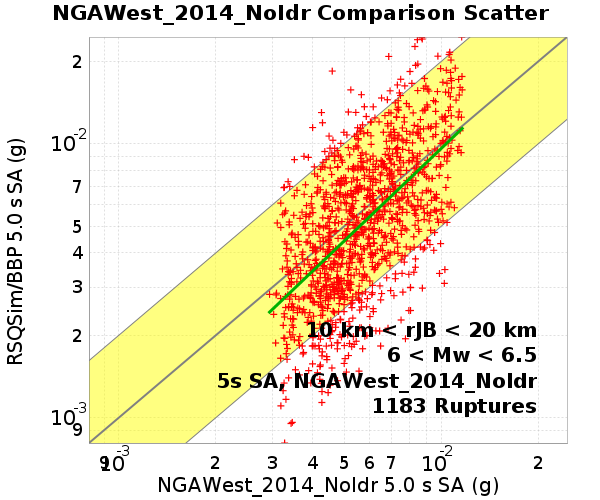 NGAWest_2014_NoIdr Comparison Scatter
RSQSim/BBP 5.0 s SA (g)
2
10-2
7
5
4
3
2
10-3
9
10 km < rJB < 20 km
6 < Mw < 6.5
5s SA, NGAWest_2014_NoIdr
1183 Ruptures
9 10-3 2 3 4 5 6 7 10-2 2
NGAWest_2014_NoIdr 5.0 s SA (g)